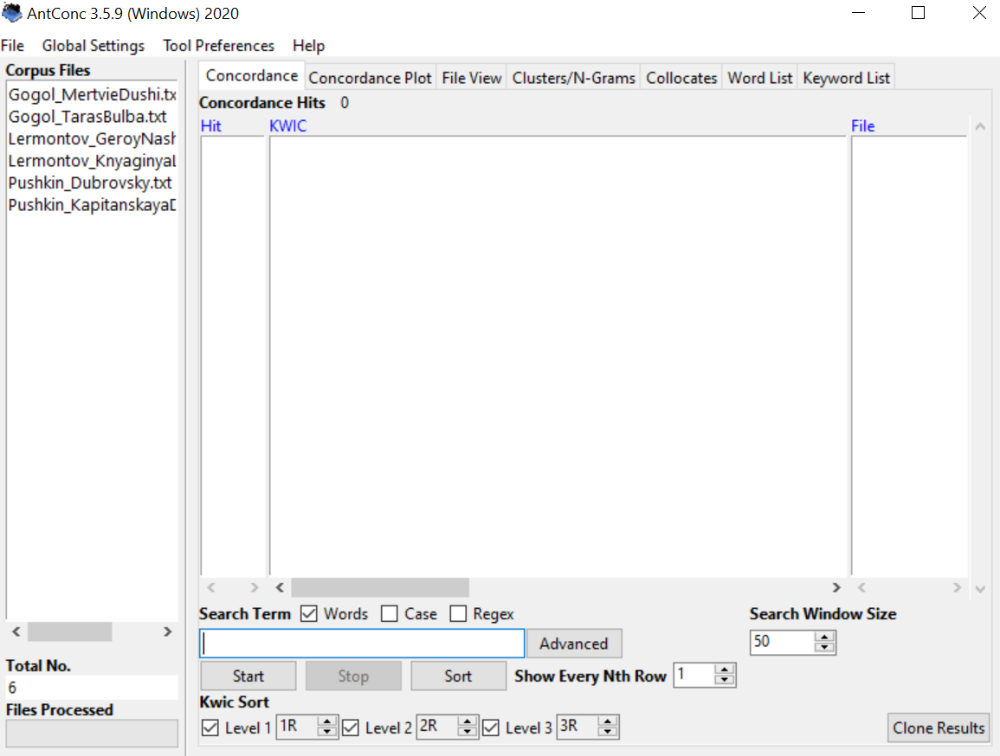 AntConc 3.5.9 (Windows) 2020
File Global Settings Tool Preferences Help
Corpus Files
Gogol_MertvieDushi.tx
Gogol_TarasBulba.txt
Lermontov_GeroyNash
Lermontov_KnyaginyaL
Pushkin_Dubrovsky.txt
Pushkin_KapitanskayaD
Total No.
6
Files Processed
Concordance Concordance Plot File View Clusters/N-Grams Collocates Word List Keyword List
Concordance Hits 0
Hit KWIC File
Search Term Words Case Regex Search Window Size
Advanced 50
Start Stop Sort Show Every Nth Row 1
Kwic Sort
Level 1 1R Level 2 2R Level 3 3R Clone Results